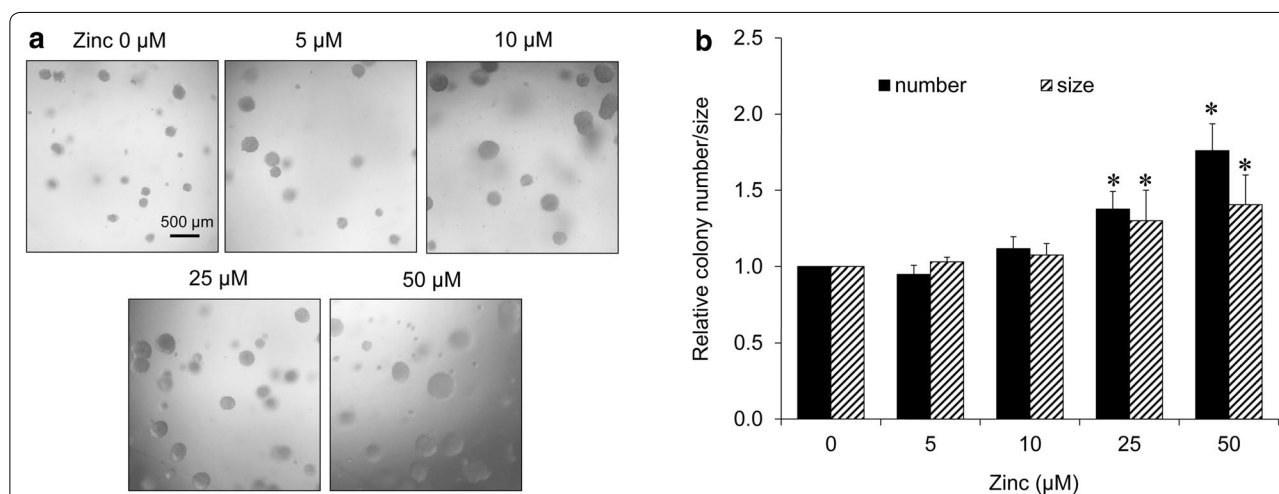 a
Zinc 0 µM
5 µM
10 µM
500 µm
25 µM
50 µM
b
Relative colony number/size
2.5
2.0
1.5
1.0
0.5
0.0
number
size
*
*
*
*
0
5
10
25
50
Zinc (µM)